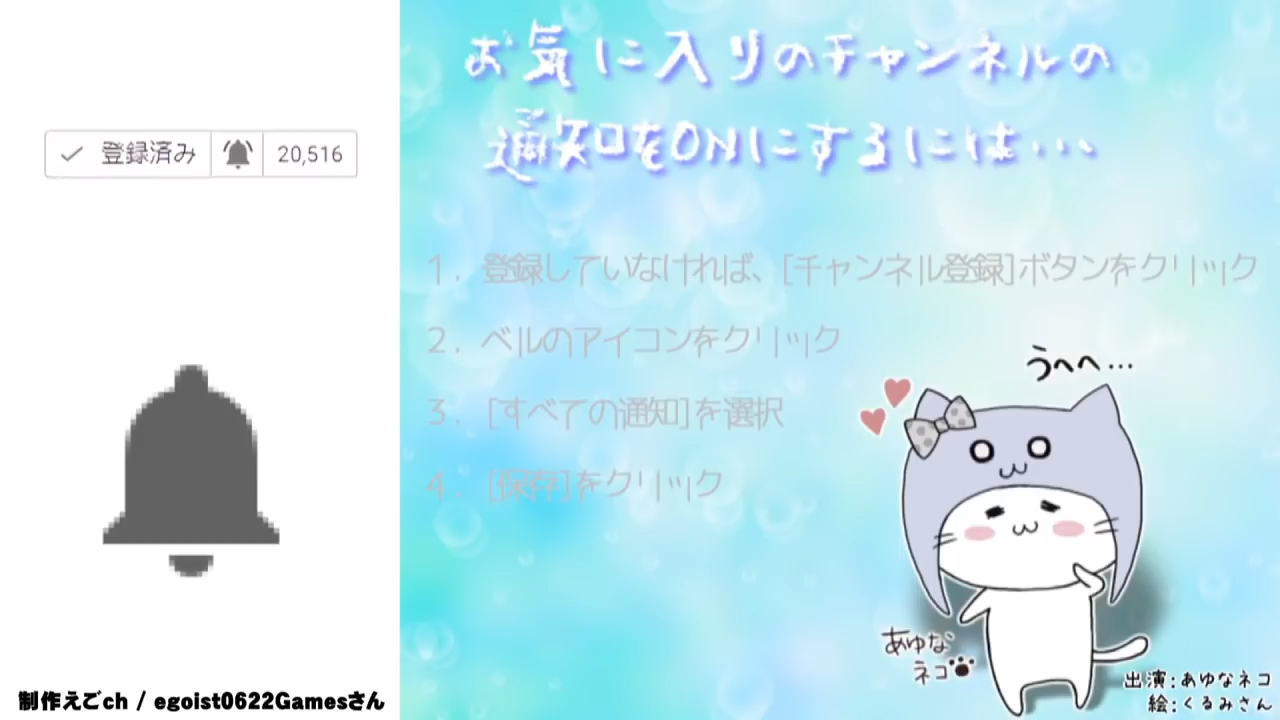 お気に入りのチャンネルの
通知をONにするには・・・
登録済み 20,516
1. 登録していなければ、[チャンネル登録]ボタンをクリック
2. ベルのアイコンをクリック
3. [すべての通知]を選択
4. [保存]をクリック
うへへ…
あゆな
ネコ
出演:あゆなネコ
絵:くるみさん
制作えごch / egoist0622Gamesさん